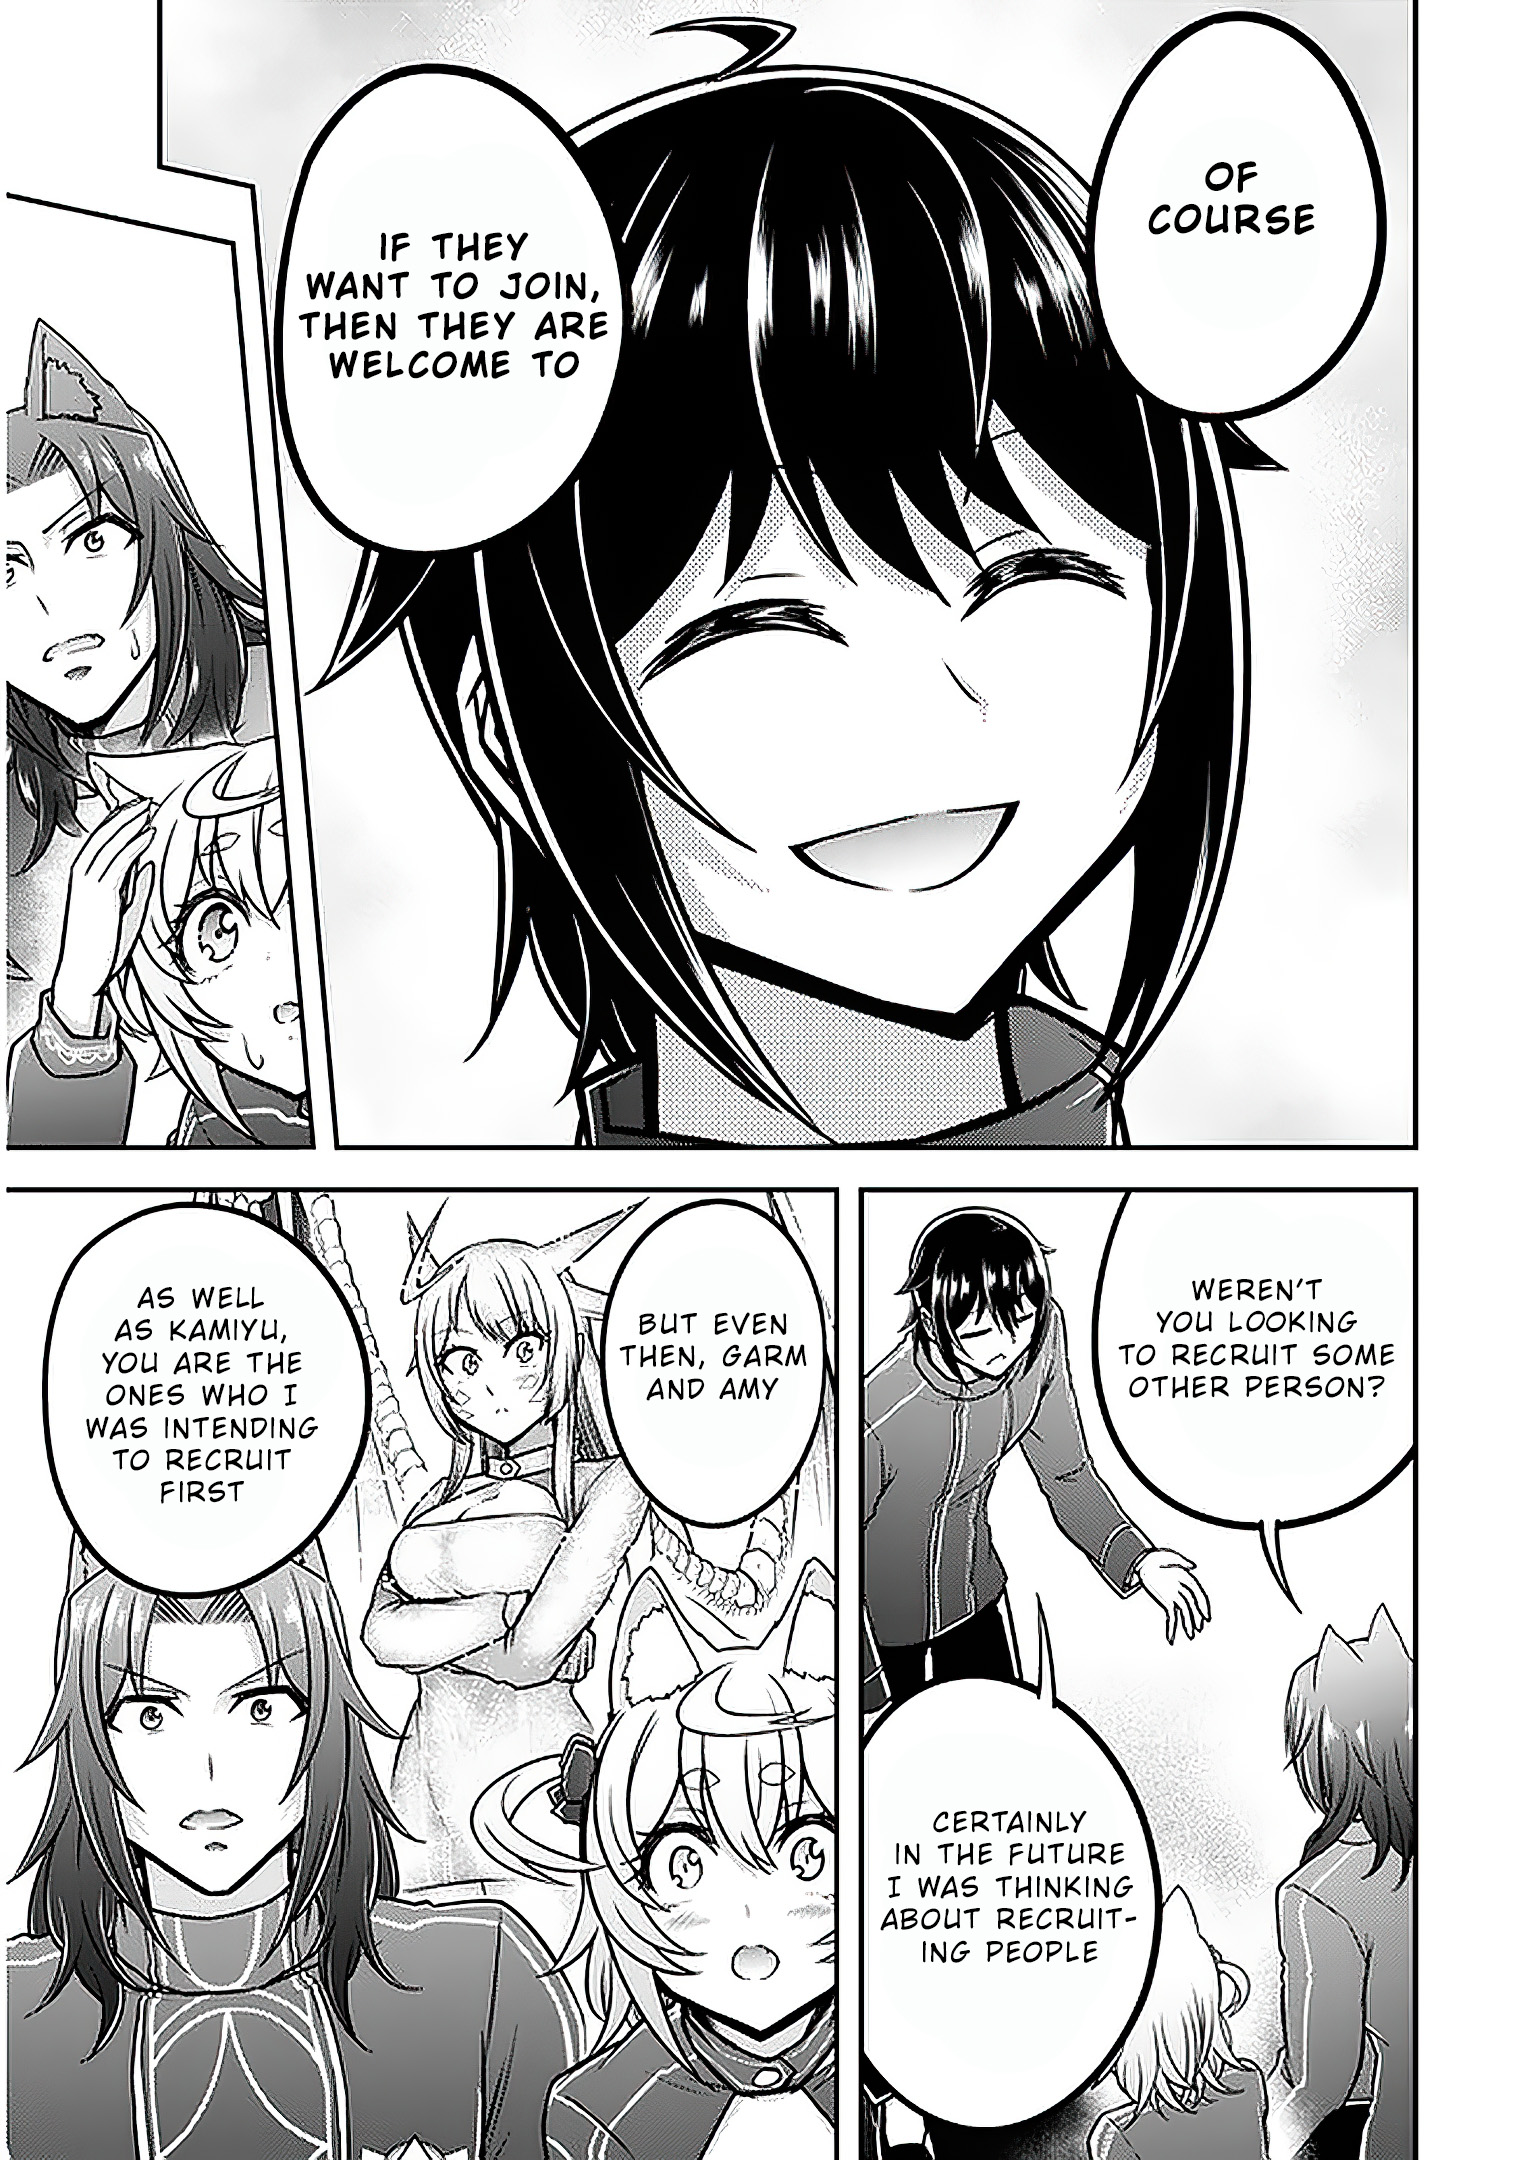 OF
COURSE
IF THEY
WANT TO JOIN,
THEN THEY ARE
WELCOME TO
WEREN'T
YOU LOOKING
TO RECRUIT SOME
OTHER PERSON?
CERTAINLY
IN THE FUTURE
I WAS THINKING
ABOUT RECRUIT-
ING PEOPLE
BUT EVEN
THEN, GARM
AND AMY
AS WELL
AS KAMIYU,
YOU ARE THE
ONES WHO I
WAS INTENDING
TO RECRUIT
FIRST